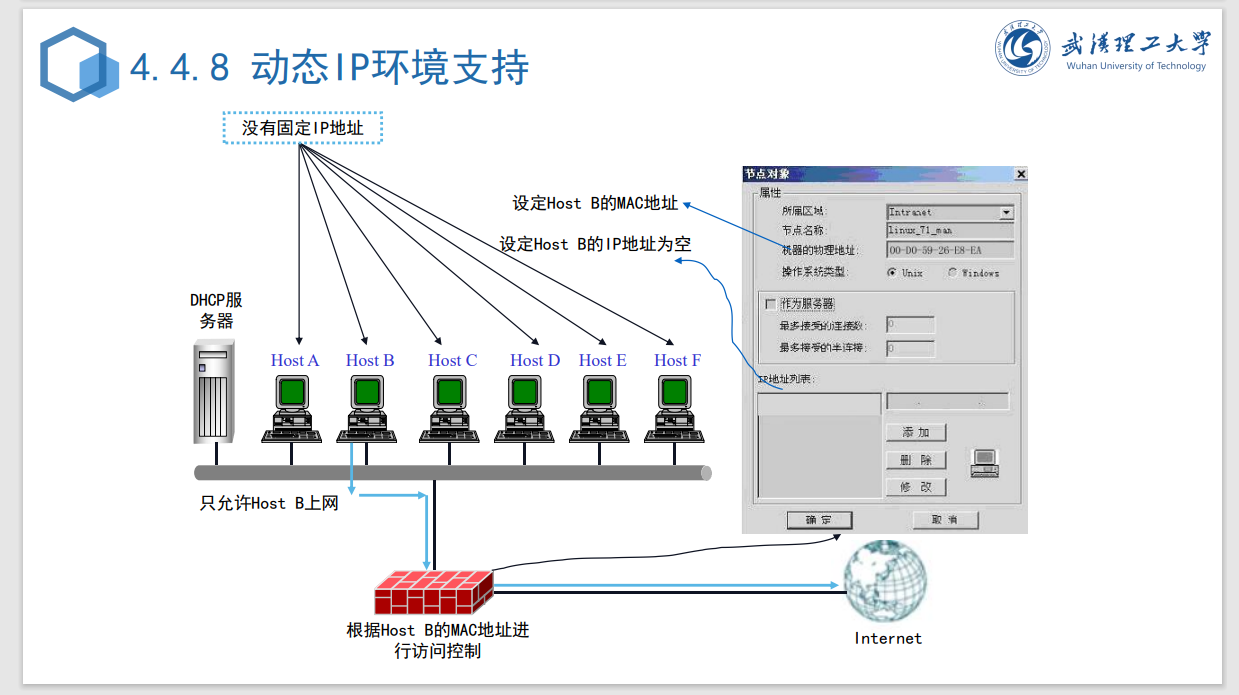 4.4.8 动态IP环境支持
武汉理工大学
Wuhan University of Technology
没有固定IP地址
设定Host B的MAC地址
设定Host B的IP地址为空
DHCP服
务器
Host A
Host B
Host C
Host D
Host E
Host F
只允许Host B上网
根据Host B的MAC地址进
行访问控制
Internet
节点对象
属性
所属区域:
Intranet
节点名称:
linux_71_man
机器的物理地址:
00-D0-59-26-E8-EA
操作系统类型:
Unix
Windows
作为服务器
最多接受的连接数:
0
最多接受的半连接:
0
IP地址列表:
添 加
删 除
修 改
确 定
取 消